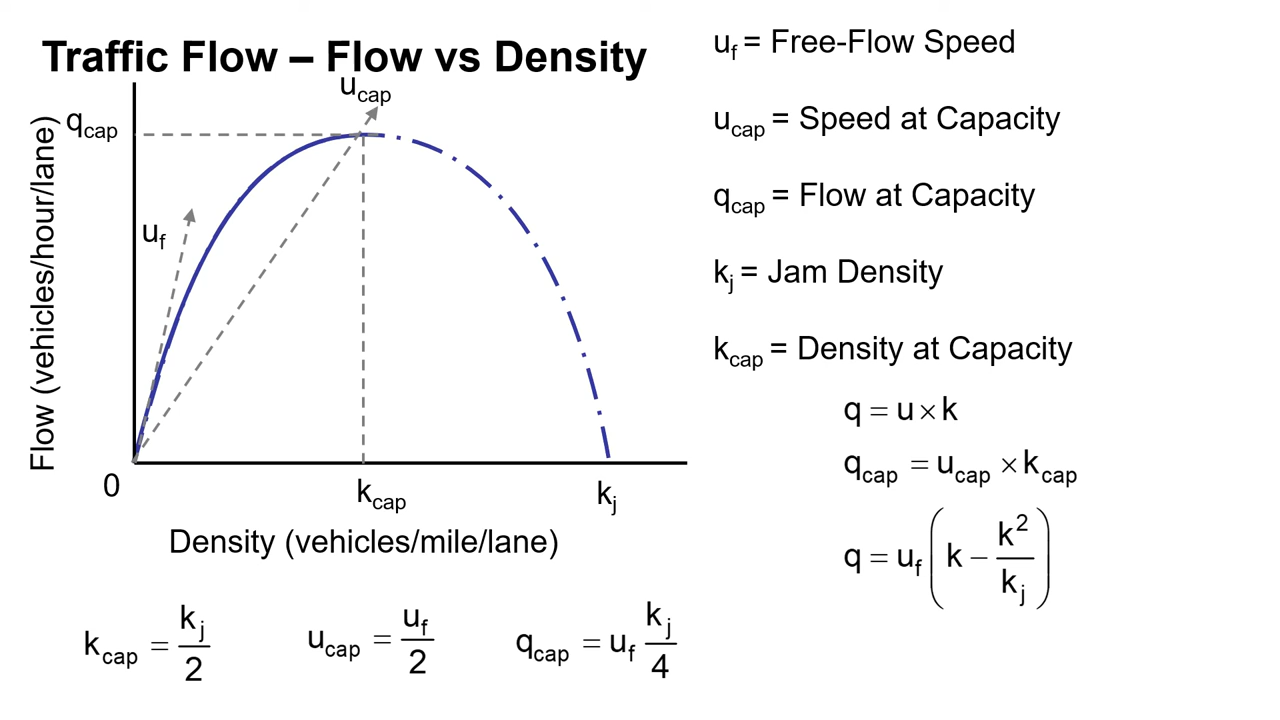 Traffic Flow – Flow vs Density
u_cap
q_cap
u_f
Flow (vehicles/hour/lane)
0
k_cap
k_j
Density (vehicles/mile/lane)
k_cap = k_j / 2
u_cap = u_f / 2
q_cap = u_f k_j / 4
u_f = Free-Flow Speed
u_cap = Speed at Capacity
q_cap = Flow at Capacity
k_j = Jam Density
k_cap = Density at Capacity
q = u × k
q_cap = u_cap × k_cap
q = u_f (k − k² / k_j)